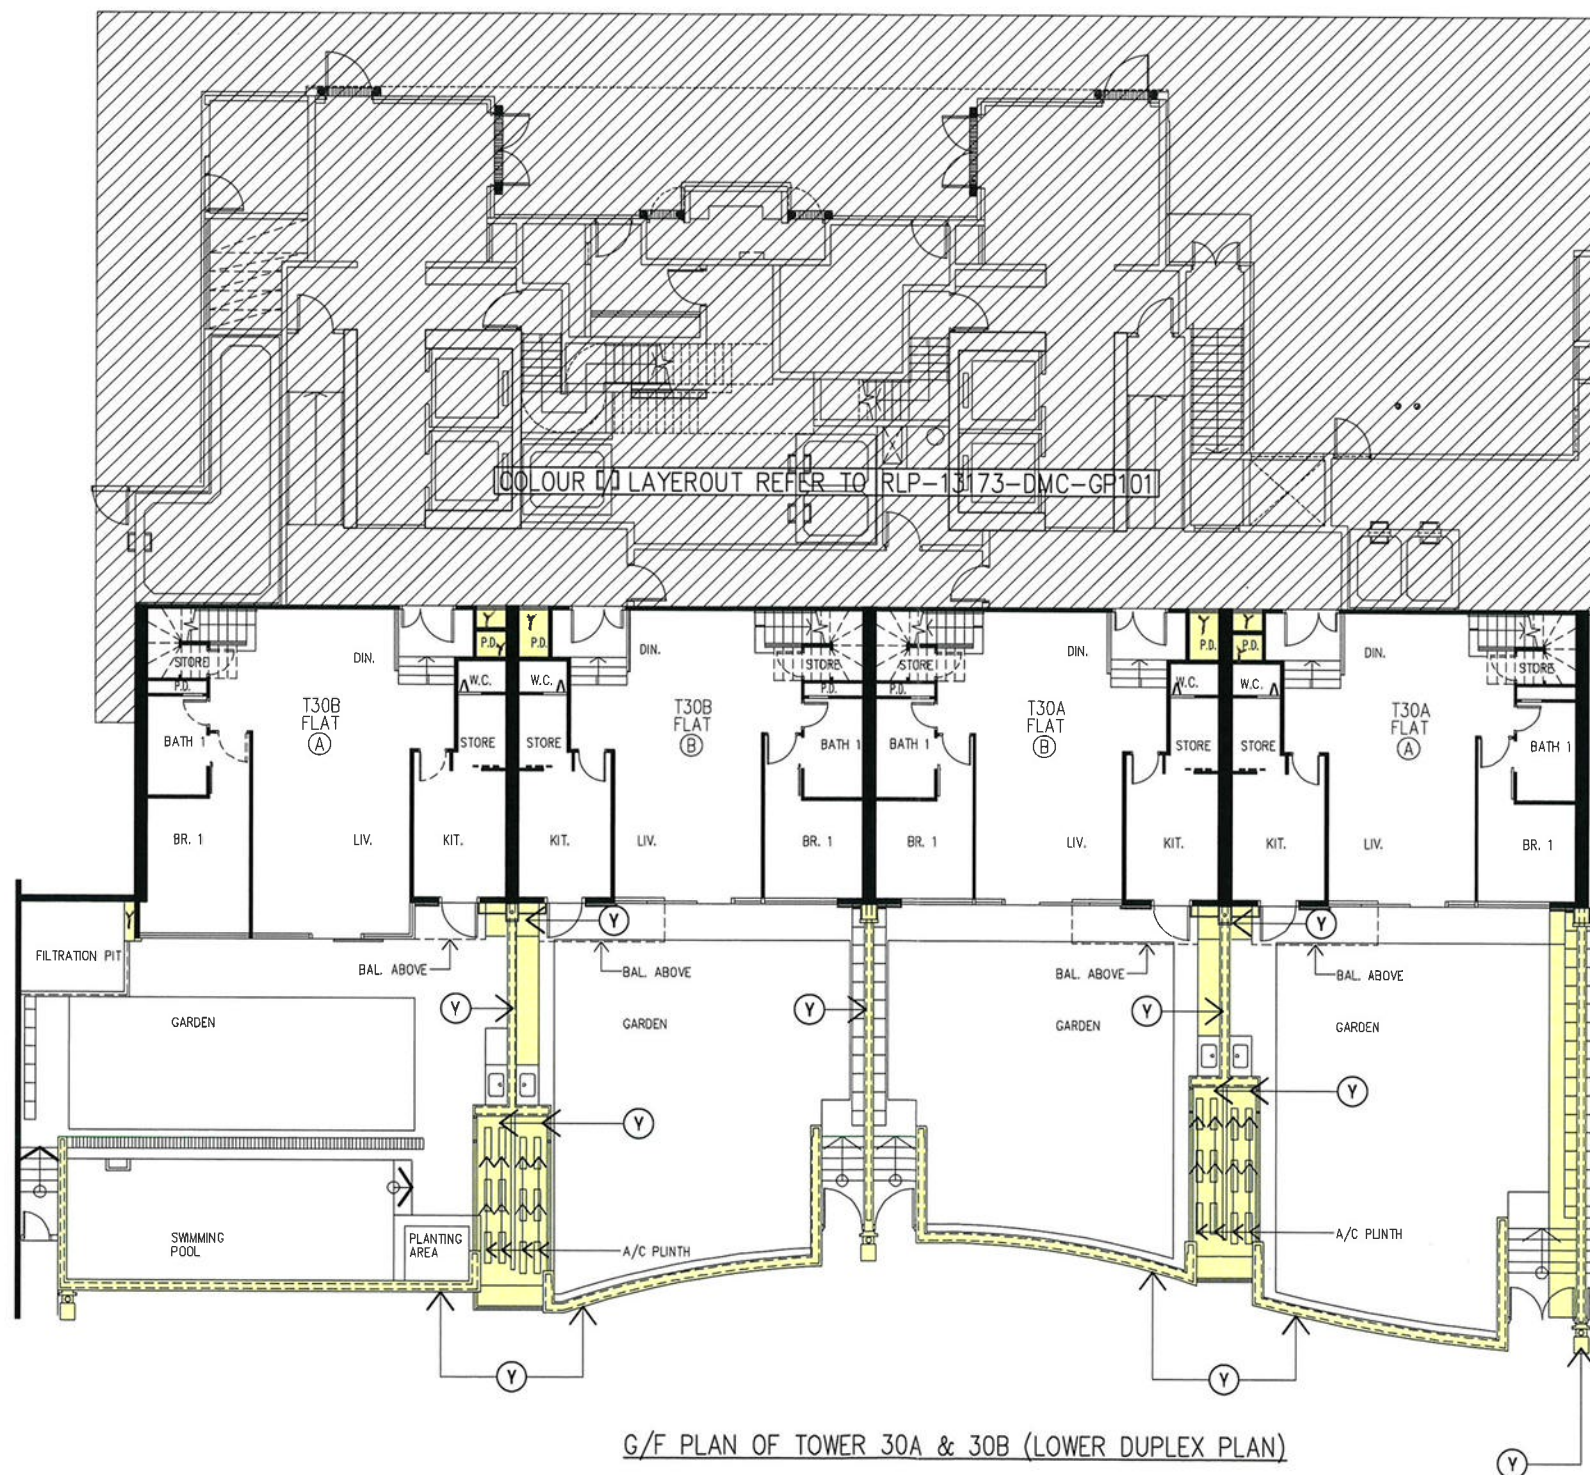 COLOUR [/] LAYEROUT REFER TO RLP-13173-DMC-GP101
Y Y Y Y
P.D. P.D. P.D. P.D.
Y Y
STORE DIN. DIN. STORE STORE DIN. DIN. STORE
W.C. W.C. W.C. W.C.
P.D. P.D. P.D.
T30B T30B T30A T30A
FLAT FLAT FLAT FLAT
A B B A
BATH 1 STORE STORE BATH 1 BATH 1 STORE STORE BATH 1
BR. 1 LIV. KIT. KIT. LIV. BR. 1 BR. 1 LIV. KIT. KIT. LIV. BR. 1
Y Y Y
FILTRATION PIT
BAL. ABOVE BAL. ABOVE BAL. ABOVE BAL. ABOVE
Y Y Y
GARDEN GARDEN GARDEN GARDEN
Y Y
SWIMMING
POOL
PLANTING
AREA
A/C PLINTH A/C PLINTH
Y Y
G/F PLAN OF TOWER 30A & 30B (LOWER DUPLEX PLAN)
Y